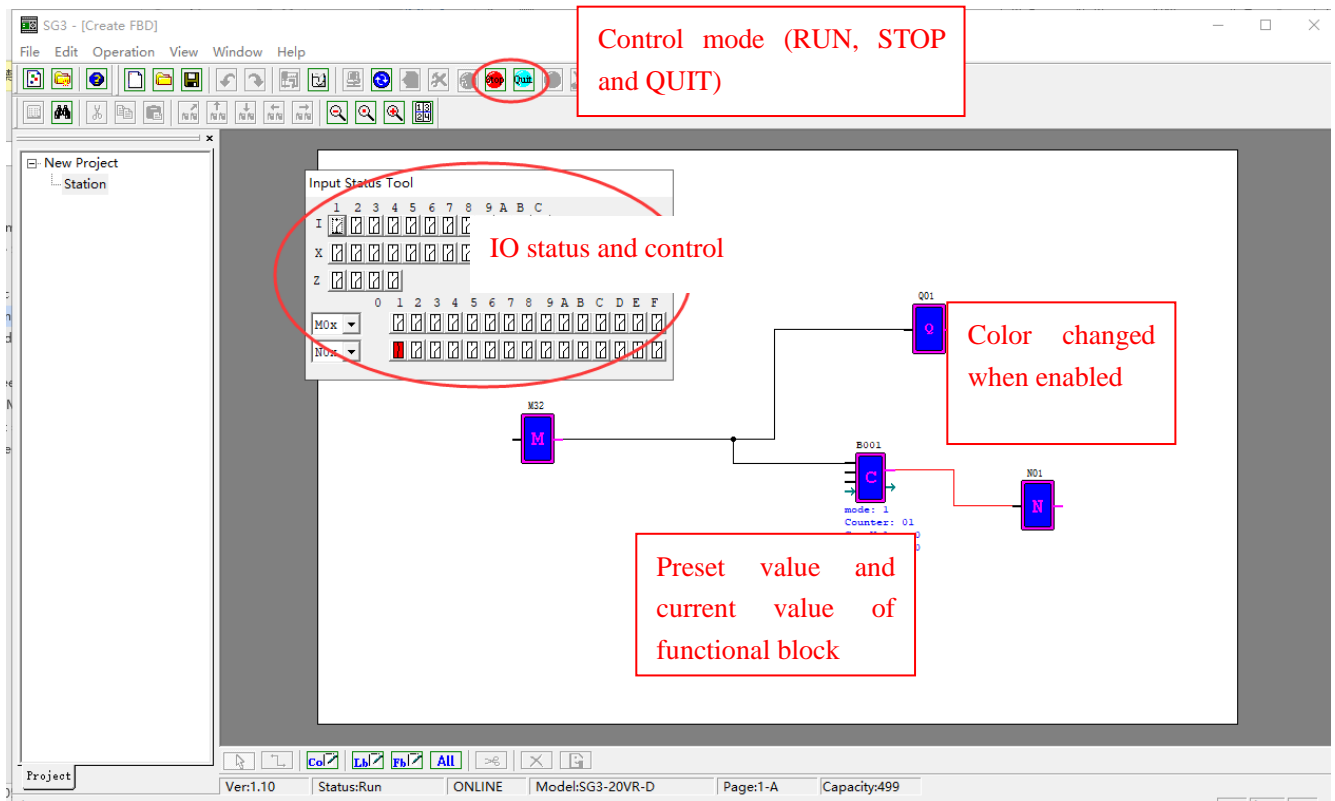 SG3 - [Create FBD]
File Edit Operation View Window Help
Control mode (RUN, STOP
and QUIT)
Stop
Quit
New Project
Station
Input Status Tool
1 2 3 4 5 6 7 8 9 A B C
I
X
Z
IO status and control
0 1 2 3 4 5 6 7 8 9 A B C D E F
M0x
N0x
Q01
Q
Color changed
when enabled
M32
M
B001
C
mode: 1
Counter: 01
N01
N
Preset value and
current value of
functional block
Co Lb Fb All
Project
Ver:1.10 Status:Run ONLINE Model:SG3-20VR-D Page:1-A Capacity:499